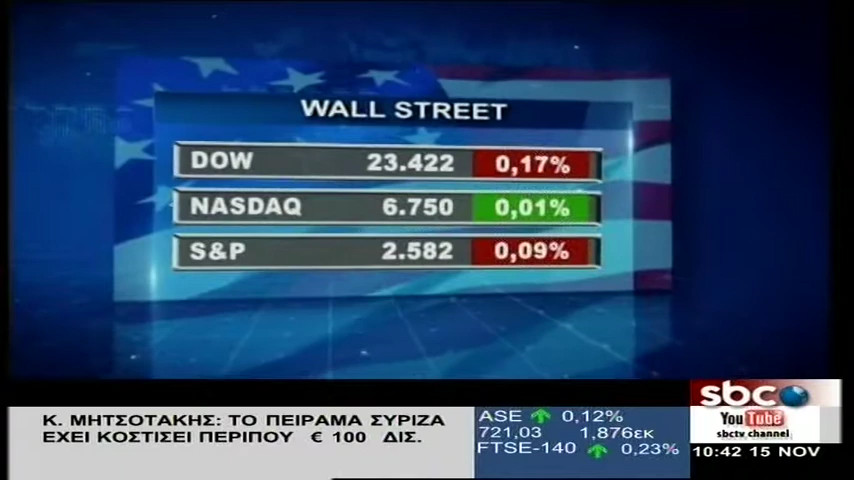 WALL STREET
DOW 23.422 0,17%
NASDAQ 6.750 0,01%
S&P 2.582 0,09%
Κ. ΜΗΤΣΟΤΑΚΗΣ: ΤΟ ΠΕΙΡΑΜΑ ΣΥΡΙΖΑ
ΕΧΕΙ ΚΟΣΤΙΣΕΙ ΠΕΡΙΠΟΥ € 100 ΔΙΣ.
ASE 0,12%
721,03 1,876εκ
FTSE-140 0,23%
sbc
YouTube
sbctv channel
10:42 15 NOV